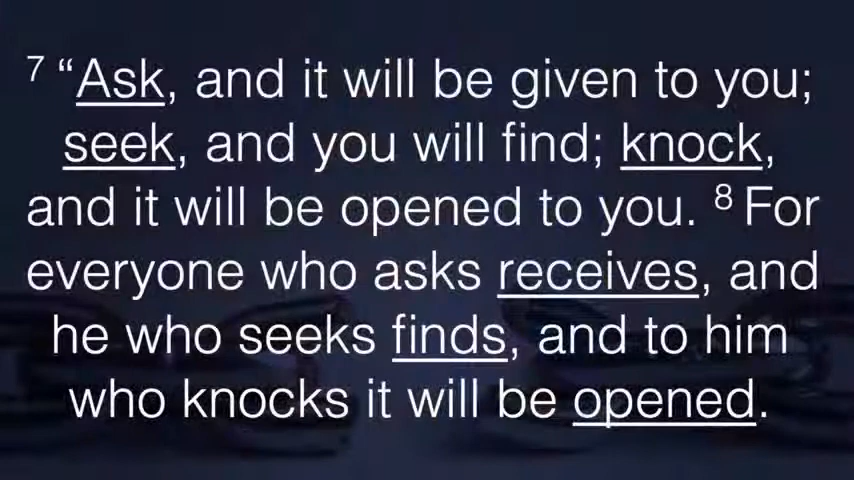 7 “Ask, and it will be given to you;
seek, and you will find; knock,
and it will be opened to you. 8 For
everyone who asks receives, and
he who seeks finds, and to him
who knocks it will be opened.